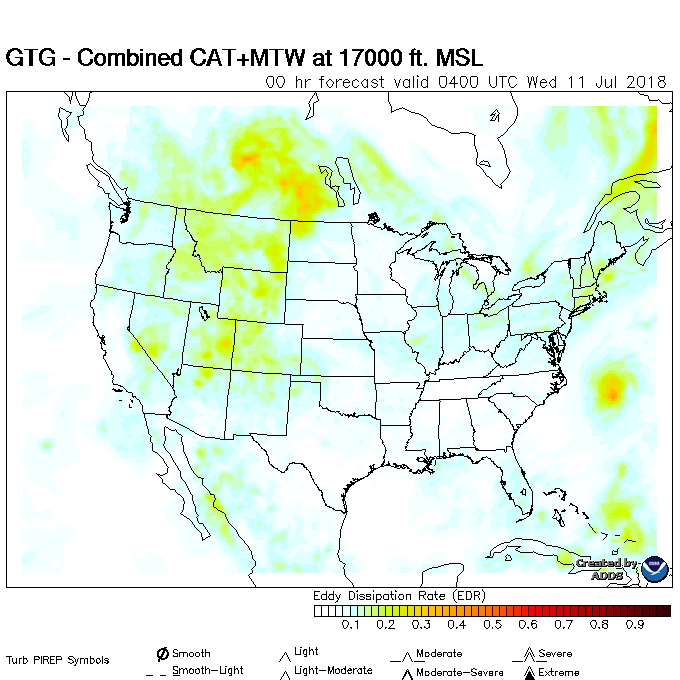 GTG - Combined CAT+MTW at 17000 ft. MSL
00 hr forecast valid 0400 UTC Wed 11 Jul 2018
Created by
ADDS
Eddy Dissipation Rate (EDR)
0.1 0.2 0.3 0.4 0.5 0.6 0.7 0.8 0.9
Turb PIREP Symbols
Smooth Light Moderate Severe
Smooth-Light Light-Moderate Moderate-Severe Extreme